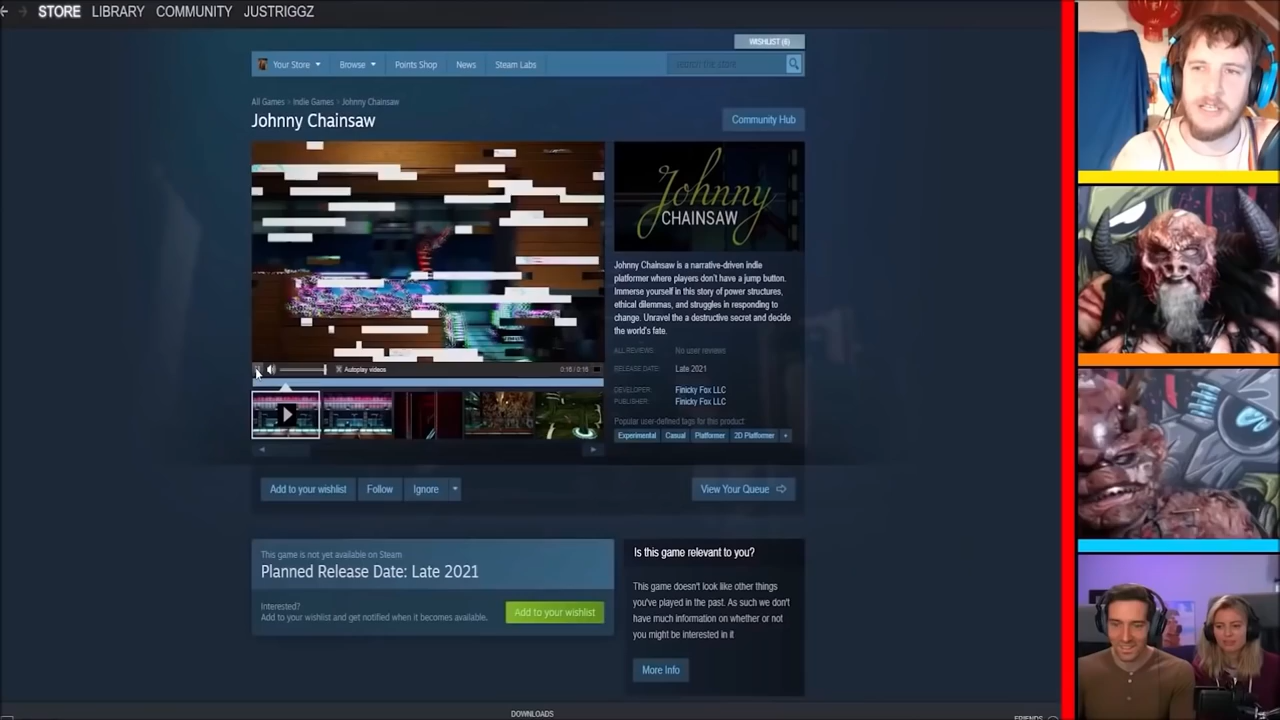 STORE LIBRARY COMMUNITY JUSTRIGGZ
WISHLIST (6)
Your Store Browse Points Shop News Steam Labs search the store
All Games > Indie Games > Johnny Chainsaw
Johnny Chainsaw
Community Hub
Johnny
CHAINSAW
Johnny Chainsaw is a narrative-driven indie
platformer where players don't have a jump button.
Immerse yourself in this story of power structures,
ethical dilemmas, and struggles in responding to
change. Unravel the a destructive secret and decide
the world's fate.
ALL REVIEWS: No user reviews
RELEASE DATE: Late 2021
DEVELOPER: Finicky Fox LLC
PUBLISHER: Finicky Fox LLC
Popular user-defined tags for this product:
Experimental Casual Platformer 2D Platformer +
Autoplay videos 0:16 / 0:16
Add to your wishlist Follow Ignore View Your Queue
This game is not yet available on Steam
Planned Release Date: Late 2021
Interested?
Add to your wishlist and get notified when it becomes available.
Add to your wishlist
Is this game relevant to you?
This game doesn't look like other things
you've played in the past. As such we don't
have much information on whether or not
you might be interested in it
More Info
DOWNLOADS
FRIENDS